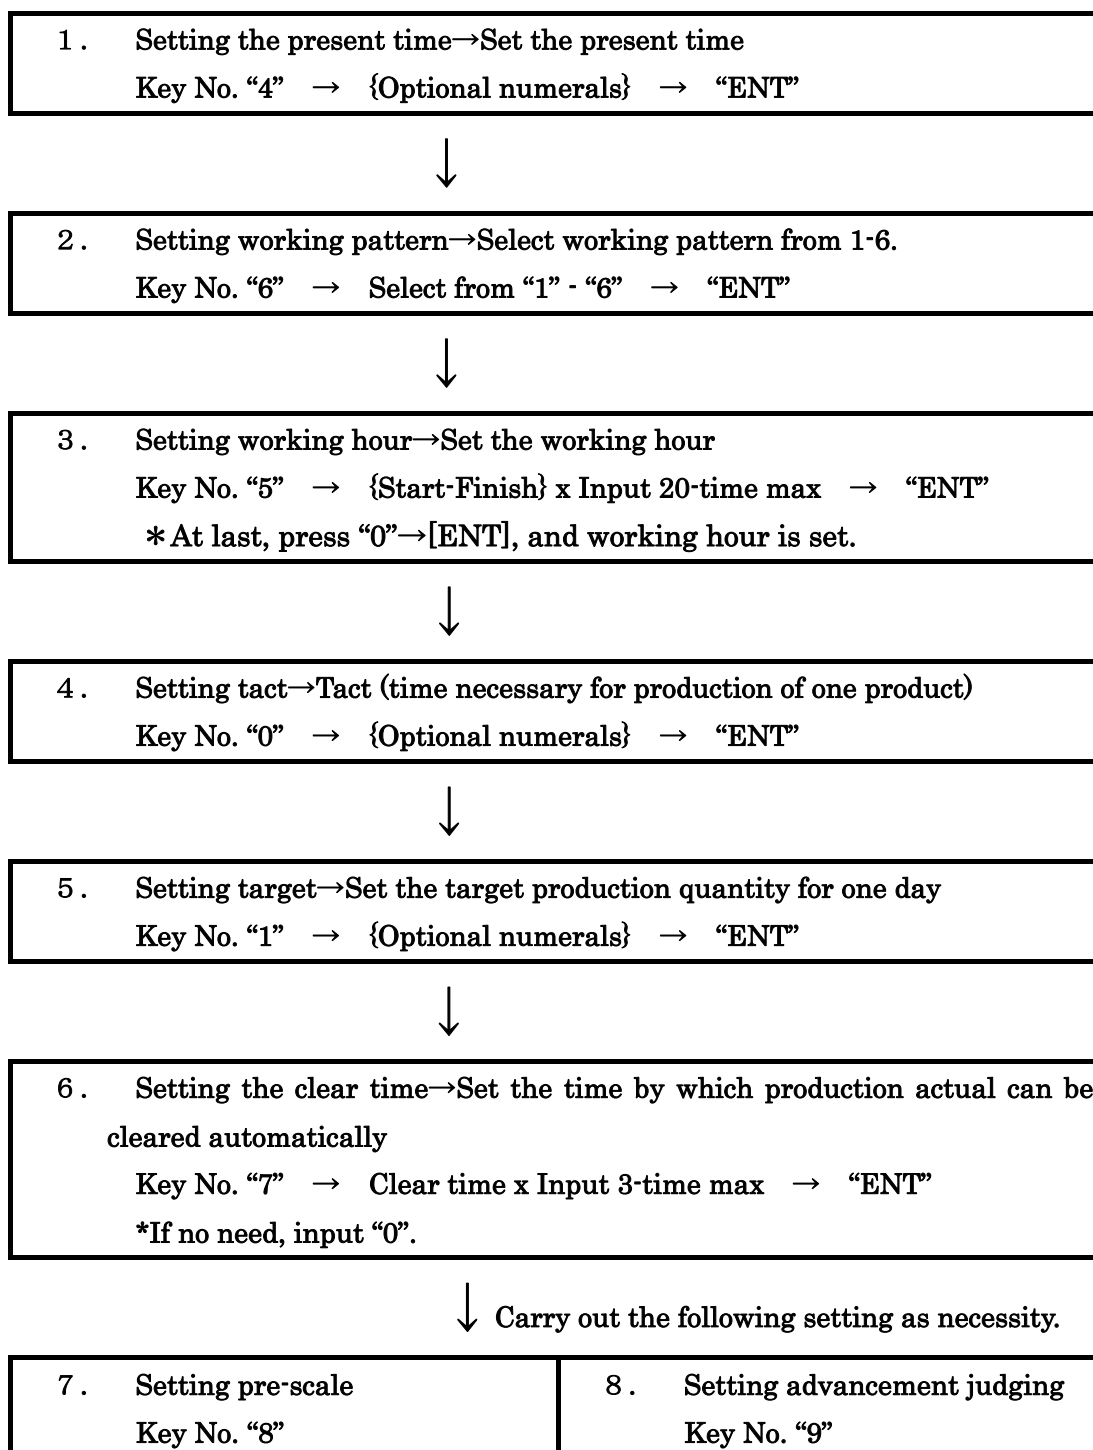 １．　Setting the present time→Set the present time
Key No. “4”　→　{Optional numerals}　→　“ENT”
↓
２．　Setting working pattern→Select working pattern from 1-6.
Key No. “6”　→　Select from “1” - “6”　→　“ENT”
↓
３．　Setting working hour→Set the working hour
Key No. “5”　→　{Start-Finish} x Input 20-time max　→　“ENT”
＊At last, press “0”→[ENT], and working hour is set.
↓
４．　Setting tact→Tact (time necessary for production of one product)
Key No. “0”　→　{Optional numerals}　→　“ENT”
↓
５．　Setting target→Set the target production quantity for one day
Key No. “1”　→　{Optional numerals}　→　“ENT”
↓
６．　Setting the clear time→Set the time by which production actual can be
cleared automatically
Key No. “7”　→　Clear time x Input 3-time max　→　“ENT”
*If no need, input “0”.
↓ Carry out the following setting as necessity.
７．　Setting pre-scale
Key No. “8”
８．　Setting advancement judging
Key No. “9”